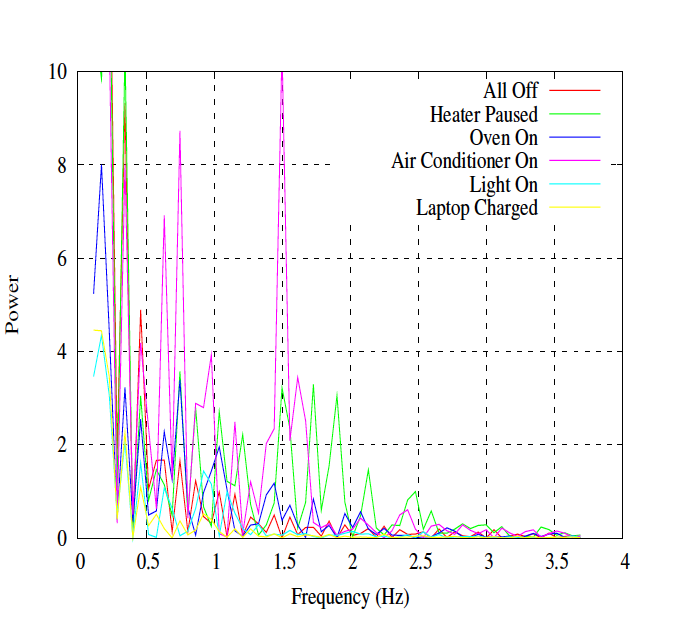 10
8
6
4
2
0
0 0.5 1 1.5 2 2.5 3 3.5 4
Power
Frequency (Hz)
All Off
Heater Paused
Oven On
Air Conditioner On
Light On
Laptop Charged